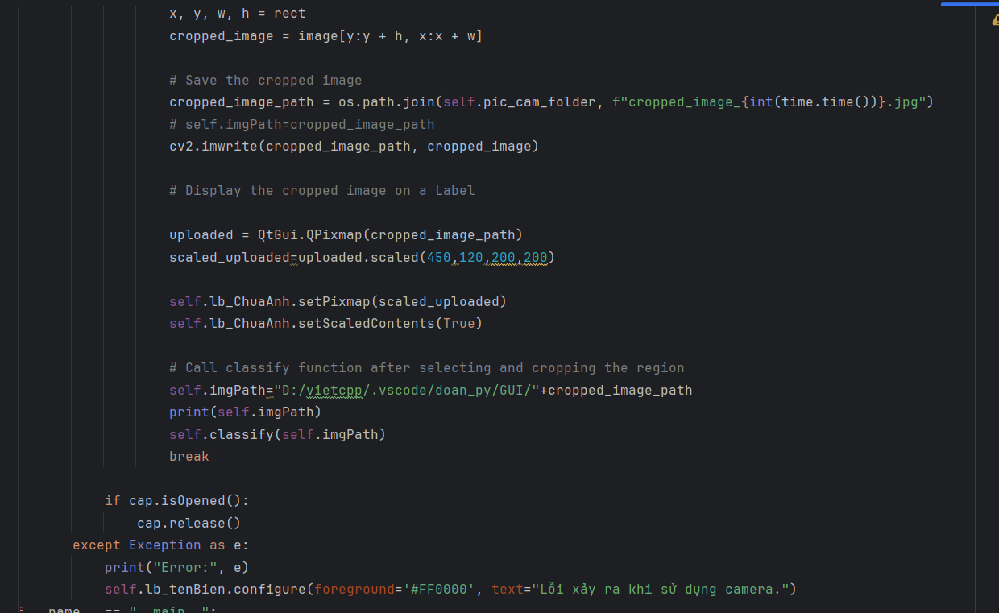 x, y, w, h = rect
cropped_image = image[y:y + h, x:x + w]
# Save the cropped image
cropped_image_path = os.path.join(self.pic_cam_folder, f"cropped_image_{int(time.time())}.jpg")
# self.imgPath=cropped_image_path
cv2.imwrite(cropped_image_path, cropped_image)
# Display the cropped image on a Label
uploaded = QtGui.QPixmap(cropped_image_path)
scaled_uploaded=uploaded.scaled(450,120,200,200)
self.lb_ChuaAnh.setPixmap(scaled_uploaded)
self.lb_ChuaAnh.setScaledContents(True)
# Call classify function after selecting and cropping the region
self.imgPath="D:/vietcpp/.vscode/doan_py/GUI/"+cropped_image_path
print(self.imgPath)
self.classify(self.imgPath)
break
if cap.isOpened():
cap.release()
except Exception as e:
print("Error:", e)
self.lb_tenBien.configure(foreground='#FF0000', text="Lỗi xảy ra khi sử dụng camera.")
name == "__main__":